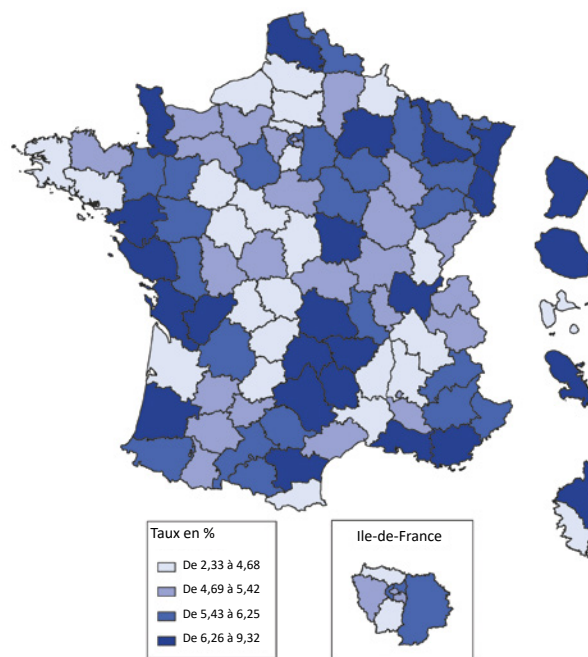 Taux en %
De 2,33 à 4,68
De 4,69 à 5,42
De 5,43 à 6,25
De 6,26 à 9,32
Ile-de-France